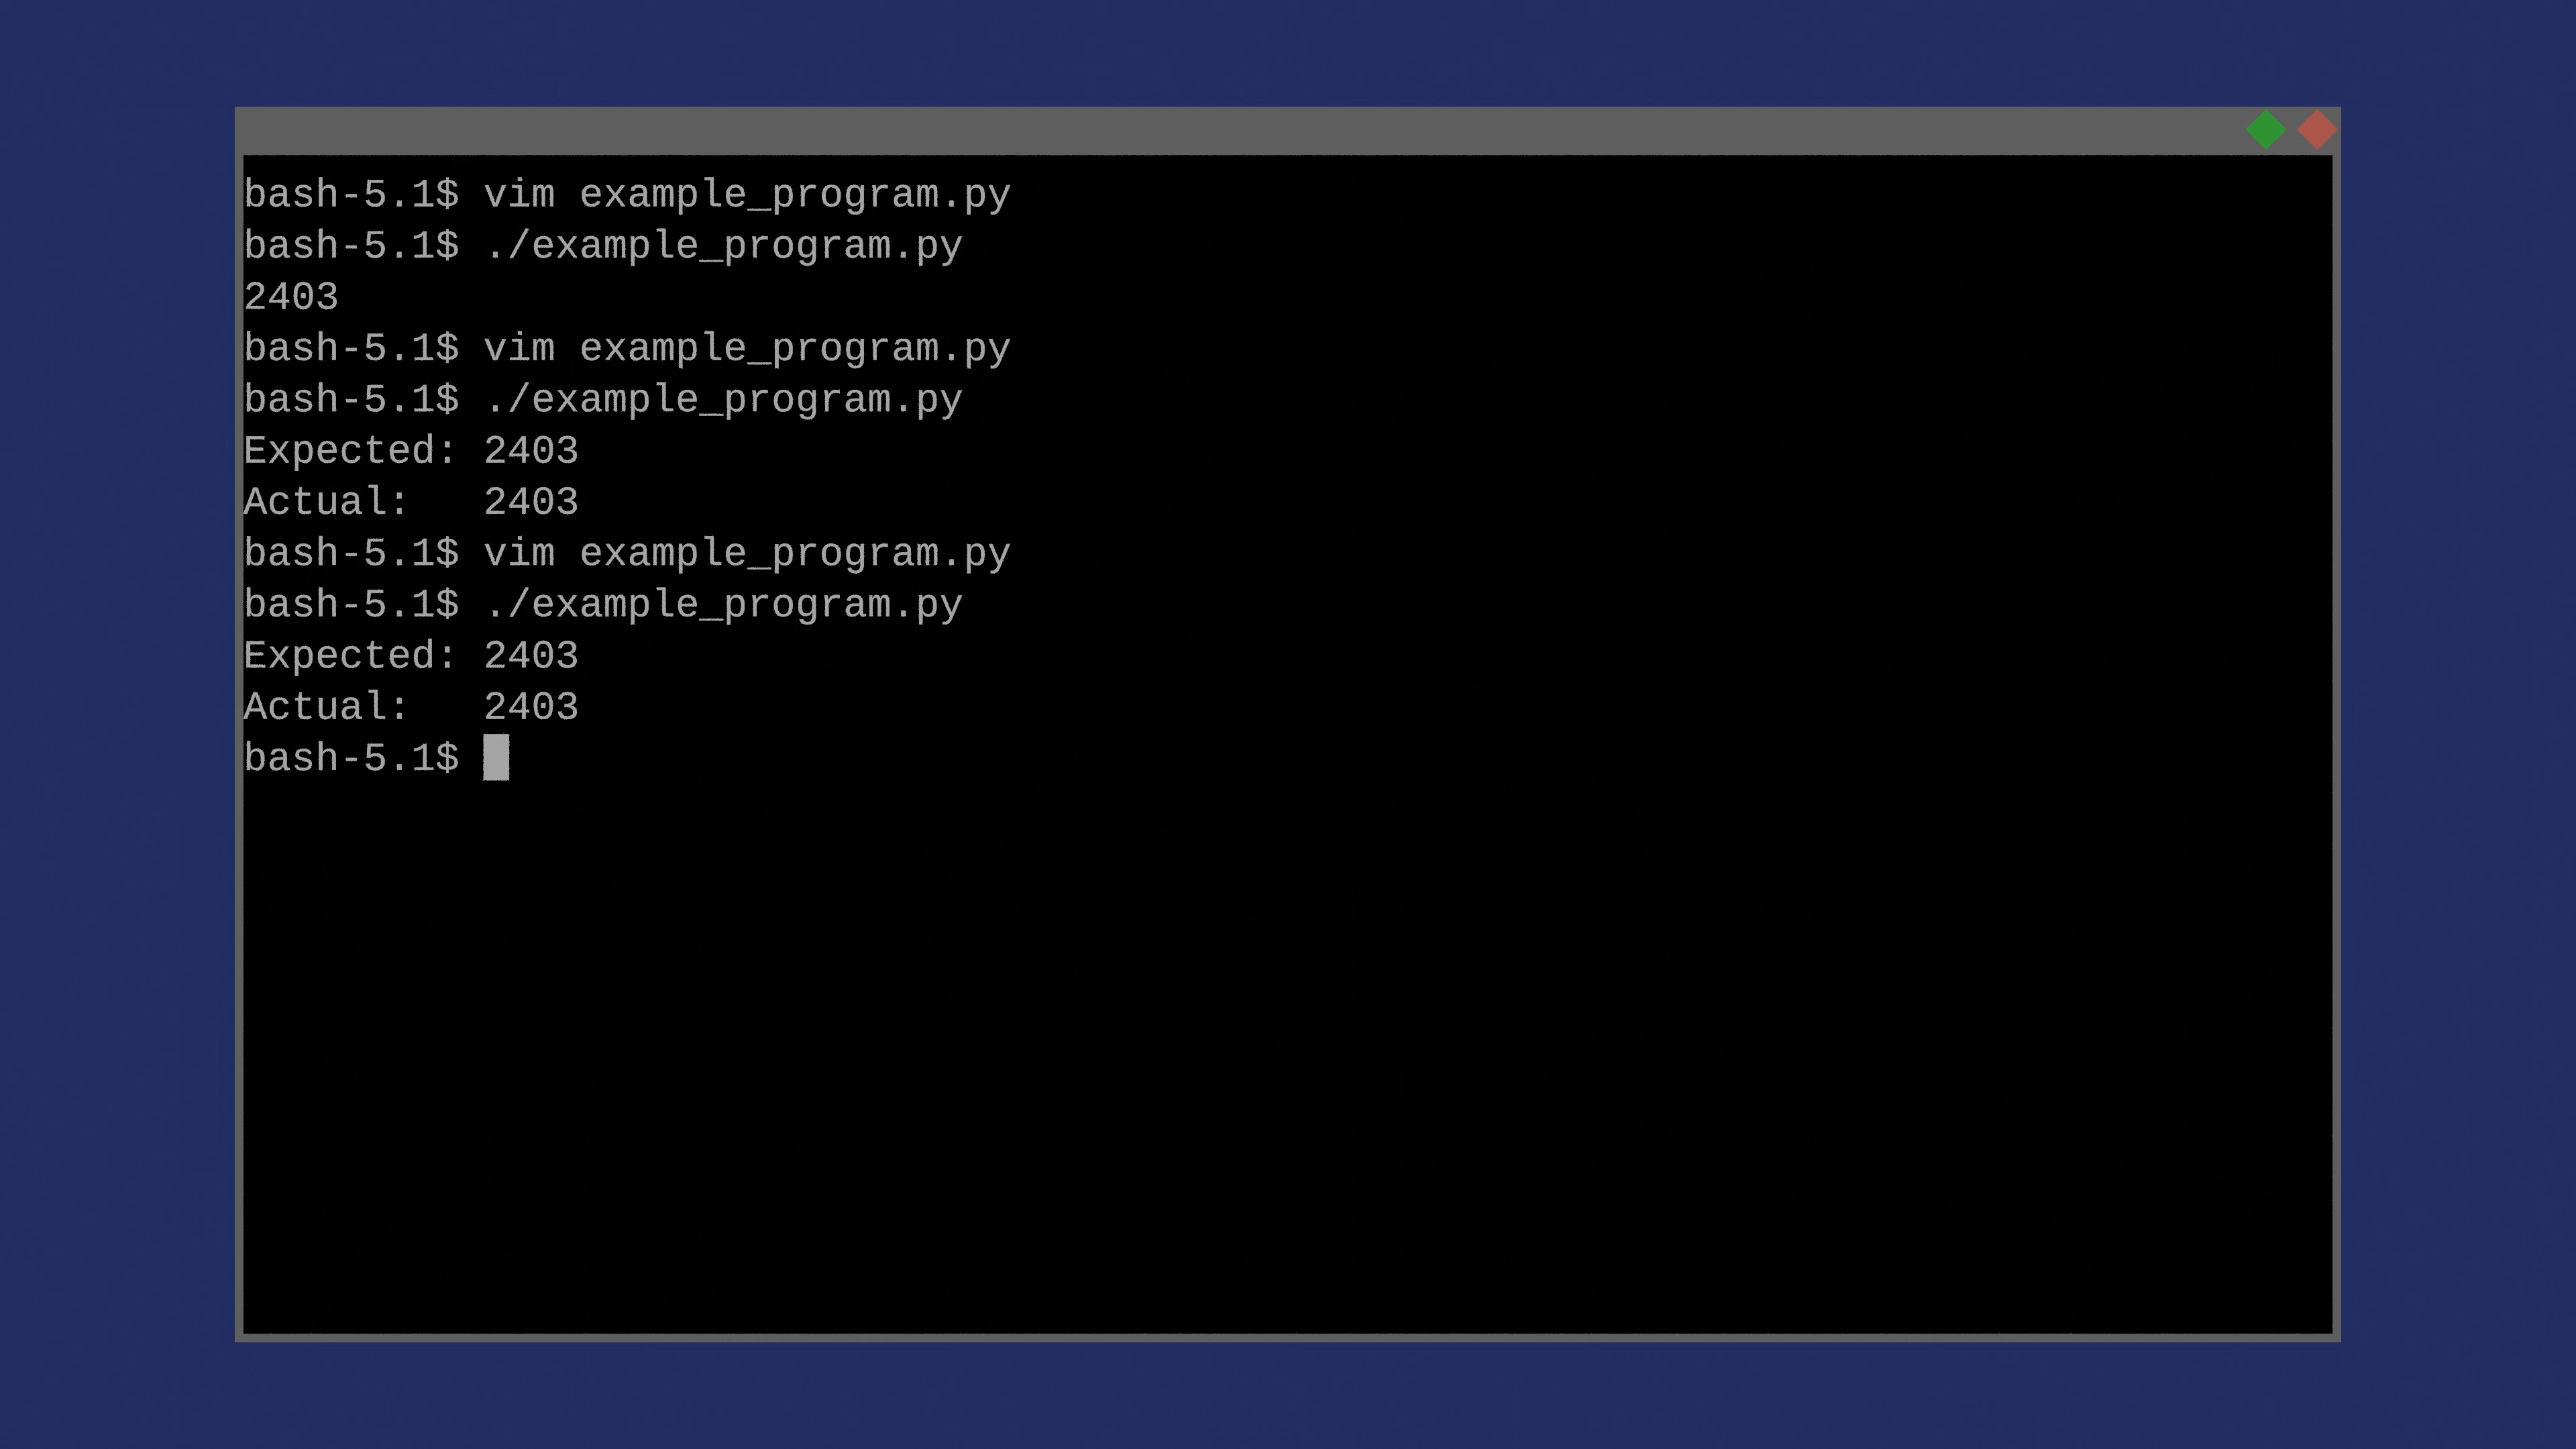 bash-5.1$ vim example_program.py
bash-5.1$ ./example_program.py
2403
bash-5.1$ vim example_program.py
bash-5.1$ ./example_program.py
Expected: 2403
Actual:   2403
bash-5.1$ vim example_program.py
bash-5.1$ ./example_program.py
Expected: 2403
Actual:   2403
bash-5.1$